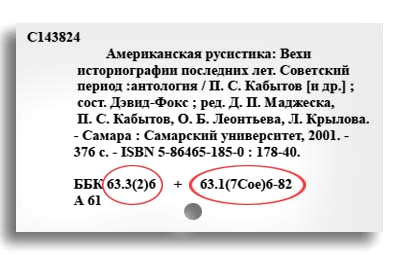 С143824
Американская русистика: Вехи
историографии последних лет. Советский
период :антология / П. С. Кабытов [и др.] ;
сост. Дэвид-Фокс ; ред. Д. П. Маджеска,
П. С. Кабытов, О. Б. Леонтьева, Л. Крылова.
- Самара : Самарский университет, 2001. -
376 с. - ISBN 5-86465-185-0 : 178-40.
ББК 63.3(2)6 + 63.1(7Сое)6-82
А 61